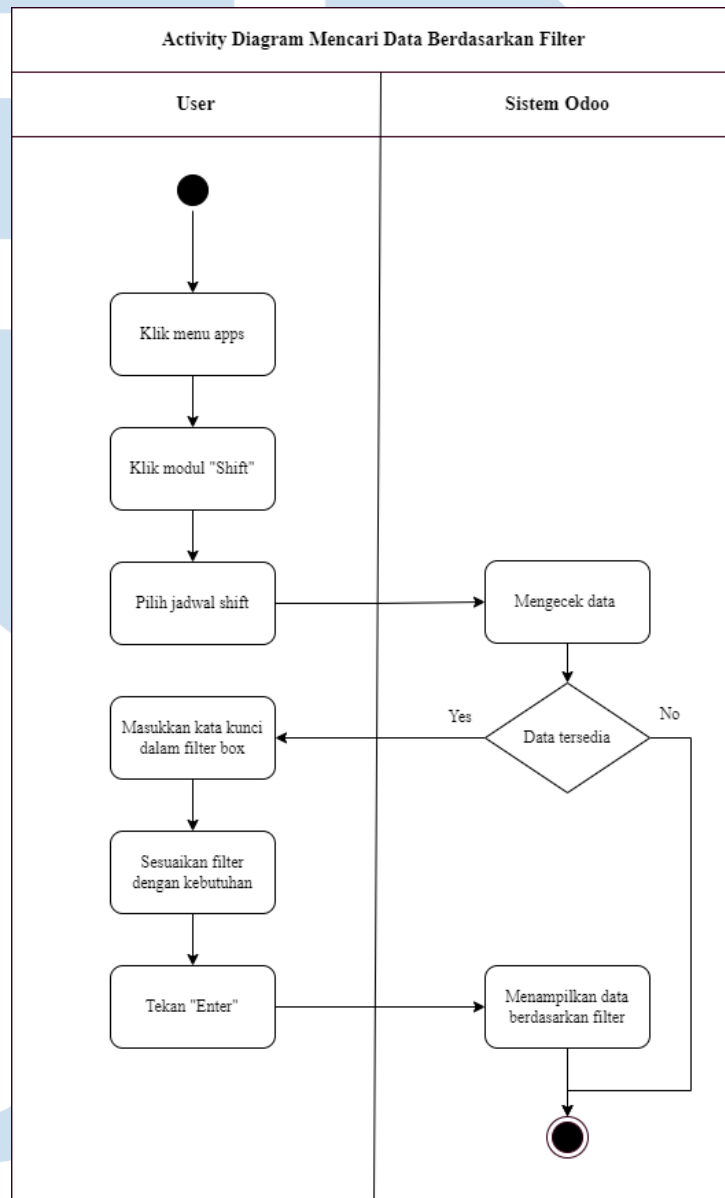 Activity Diagram Mencari Data Berdasarkan Filter
User
Sistem Odoo
Klik menu apps
Klik modul "Shift"
Pilih jadwal shift
Mengecek data
Data tersedia
Yes
No
Masukkan kata kunci
dalam filter box
Sesuaikan filter
dengan kebutuhan
Tekan "Enter"
Menampilkan data
berdasarkan filter